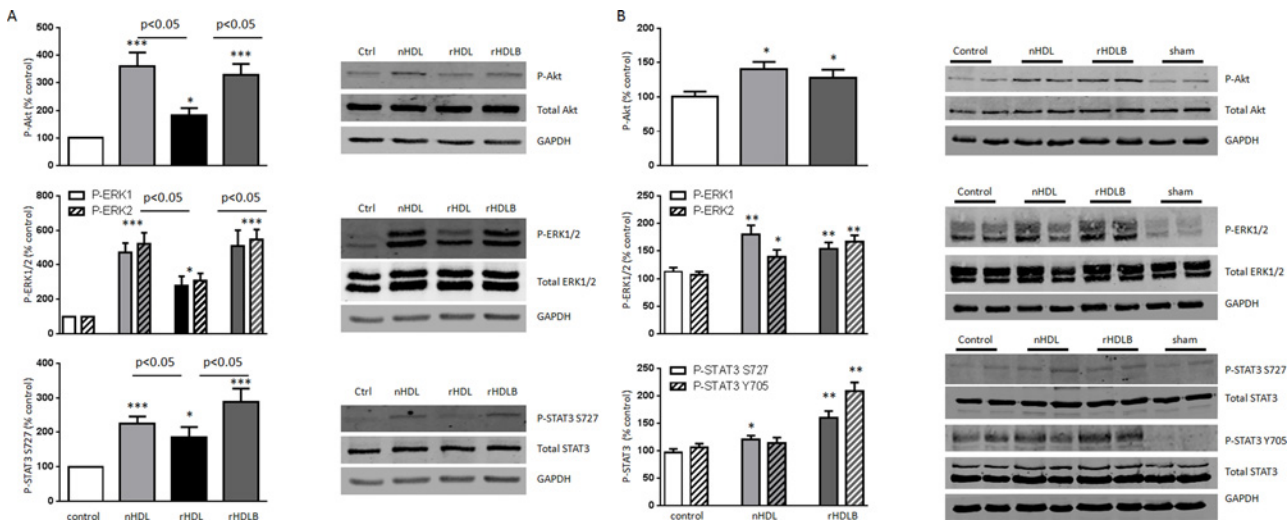 A
P-Akt (% control)
500
400
300
200
100
0
p<0.05
p<0.05
***
*
***
Ctrl nHDL rHDL rHDLB
P-Akt
Total Akt
GAPDH
P-ERK1/2 (% control)
800
600
400
200
0
P-ERK1
P-ERK2
p<0.05
p<0.05
***
*
***
Ctrl nHDL rHDL rHDLB
P-ERK1/2
Total ERK1/2
GAPDH
P-STAT3 S727 (% control)
400
300
200
100
0
p<0.05
p<0.05
***
*
***
control nHDL rHDL rHDLB
Ctrl nHDL rHDL rHDLB
P-STAT3 S727
Total STAT3
GAPDH
B
P-Akt (% control)
200
150
100
50
0
*
*
Control nHDL rHDLB sham
P-Akt
Total Akt
GAPDH
P-ERK1/2 (% control)
250
200
150
100
50
0
P-ERK1
P-ERK2
**
*
**
**
Control nHDL rHDLB sham
P-ERK1/2
Total ERK1/2
GAPDH
P-STAT3 (% control)
250
200
150
100
50
0
P-STAT3 S727
P-STAT3 Y705
*
**
**
control nHDL rHDLB
Control nHDL rHDLB sham
P-STAT3 S727
Total STAT3
P-STAT3 Y705
Total STAT3
GAPDH